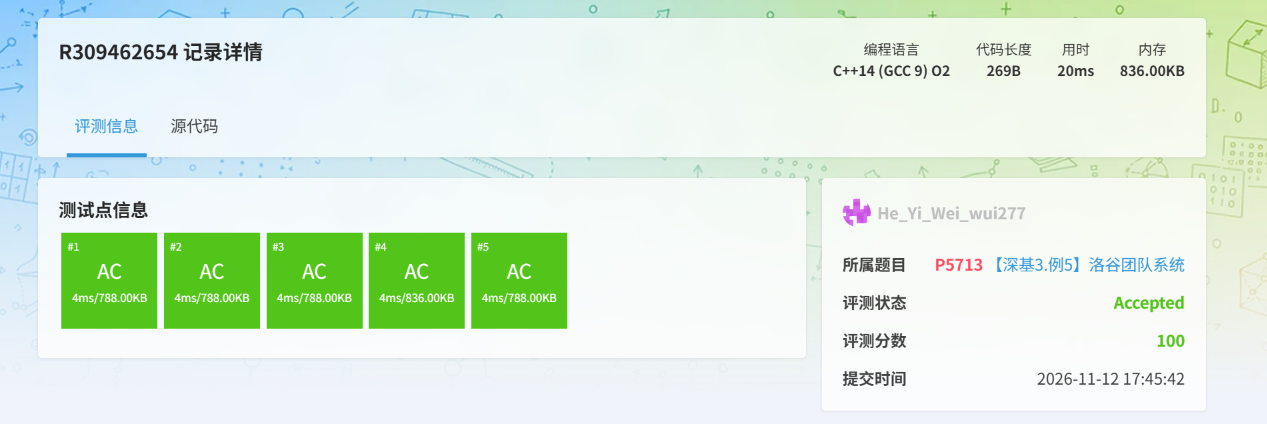 R309462654 记录详情
编程语言 代码长度 用时 内存
C++14 (GCC 9) O2 269B 20ms 836.00KB
评测信息 源代码
测试点信息
#1 #2 #3 #4 #5
AC AC AC AC AC
4ms/788.00KB 4ms/788.00KB 4ms/788.00KB 4ms/836.00KB 4ms/788.00KB
He_Yi_Wei_wui277
所属题目 P5713 【深基3.例5】洛谷团队系统
评测状态 Accepted
评测分数 100
提交时间 2026-11-12 17:45:42